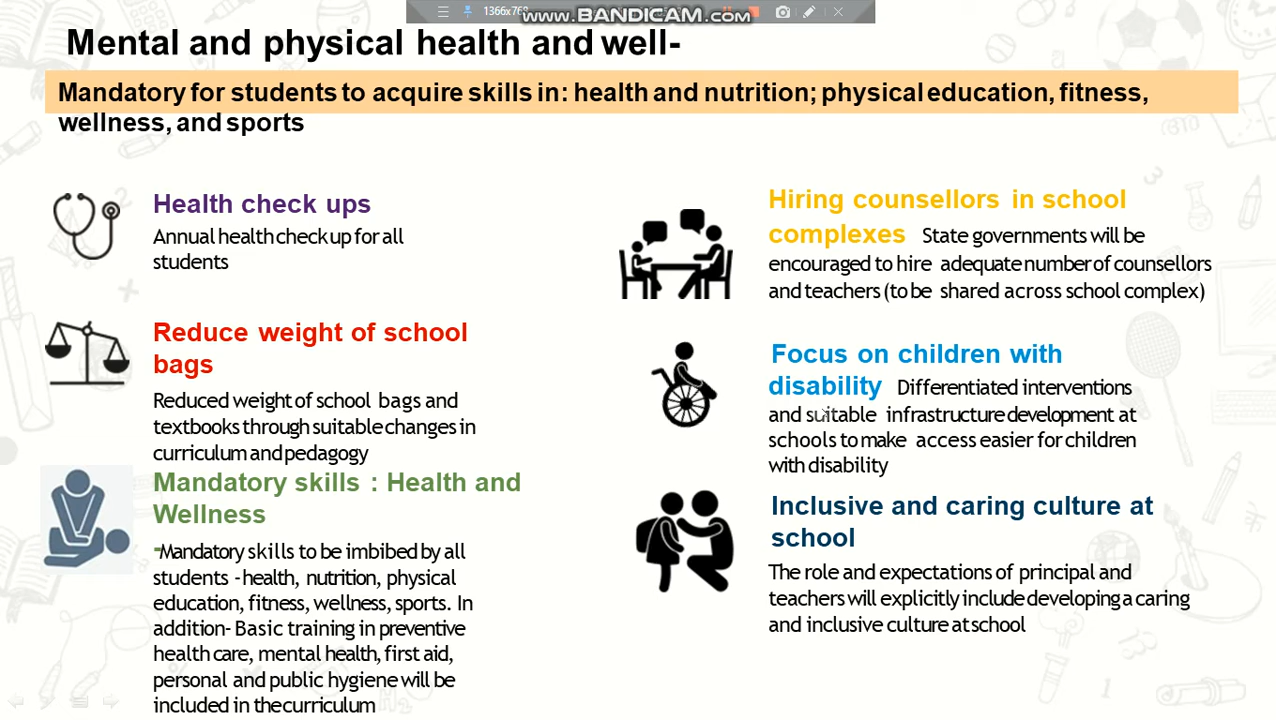 1366x768
www.BANDICAM.com
Mental and physical health and well-
Mandatory for students to acquire skills in: health and nutrition; physical education, fitness,
wellness, and sports
Health check ups
Annual health check up for all
students
Reduce weight of school
bags
Reduced weight of school bags and
textbooks through suitable changes in
curriculum and pedagogy
Mandatory skills : Health and
Wellness
-Mandatory skills to be imbibed by all
students - health, nutrition, physical
education, fitness, wellness, sports. In
addition- Basic training in preventive
health care, mental health, first aid,
personal and public hygiene will be
included in the curriculum
Hiring counsellors in school
complexes State governments will be
encouraged to hire adequate number of counsellors
and teachers (to be shared across school complex)
Focus on children with
disability Differentiated interventions
and suitable infrastructure development at
schools to make access easier for children
with disability
Inclusive and caring culture at
school
The role and expectations of principal and
teachers will explicitly include developing a caring
and inclusive culture at school